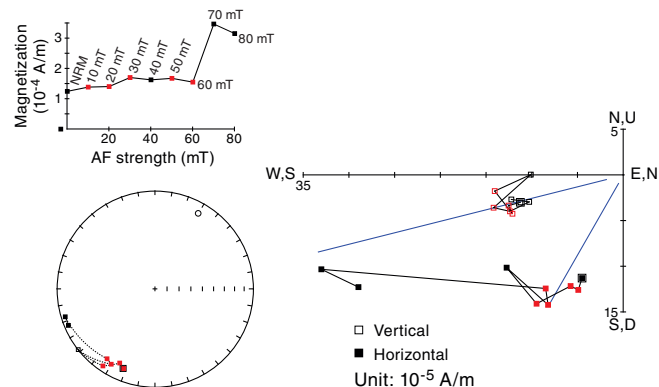 Magnetization
(10-4 A/m)
3
2
1
NRM
10 mT
20 mT
30 mT
40 mT
50 mT
60 mT
70 mT
80 mT
20
40
60
80
AF strength (mT)
N,U
5
W,S
35
E,N
15
S,D
Vertical
Horizontal
Unit: 10-5 A/m